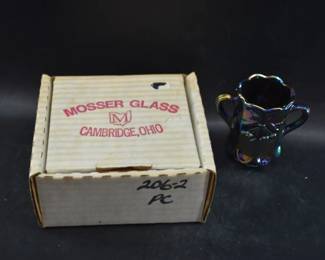 MOSSER GLASS
M
CAMBRIDGE, OHIO
206-2
PC